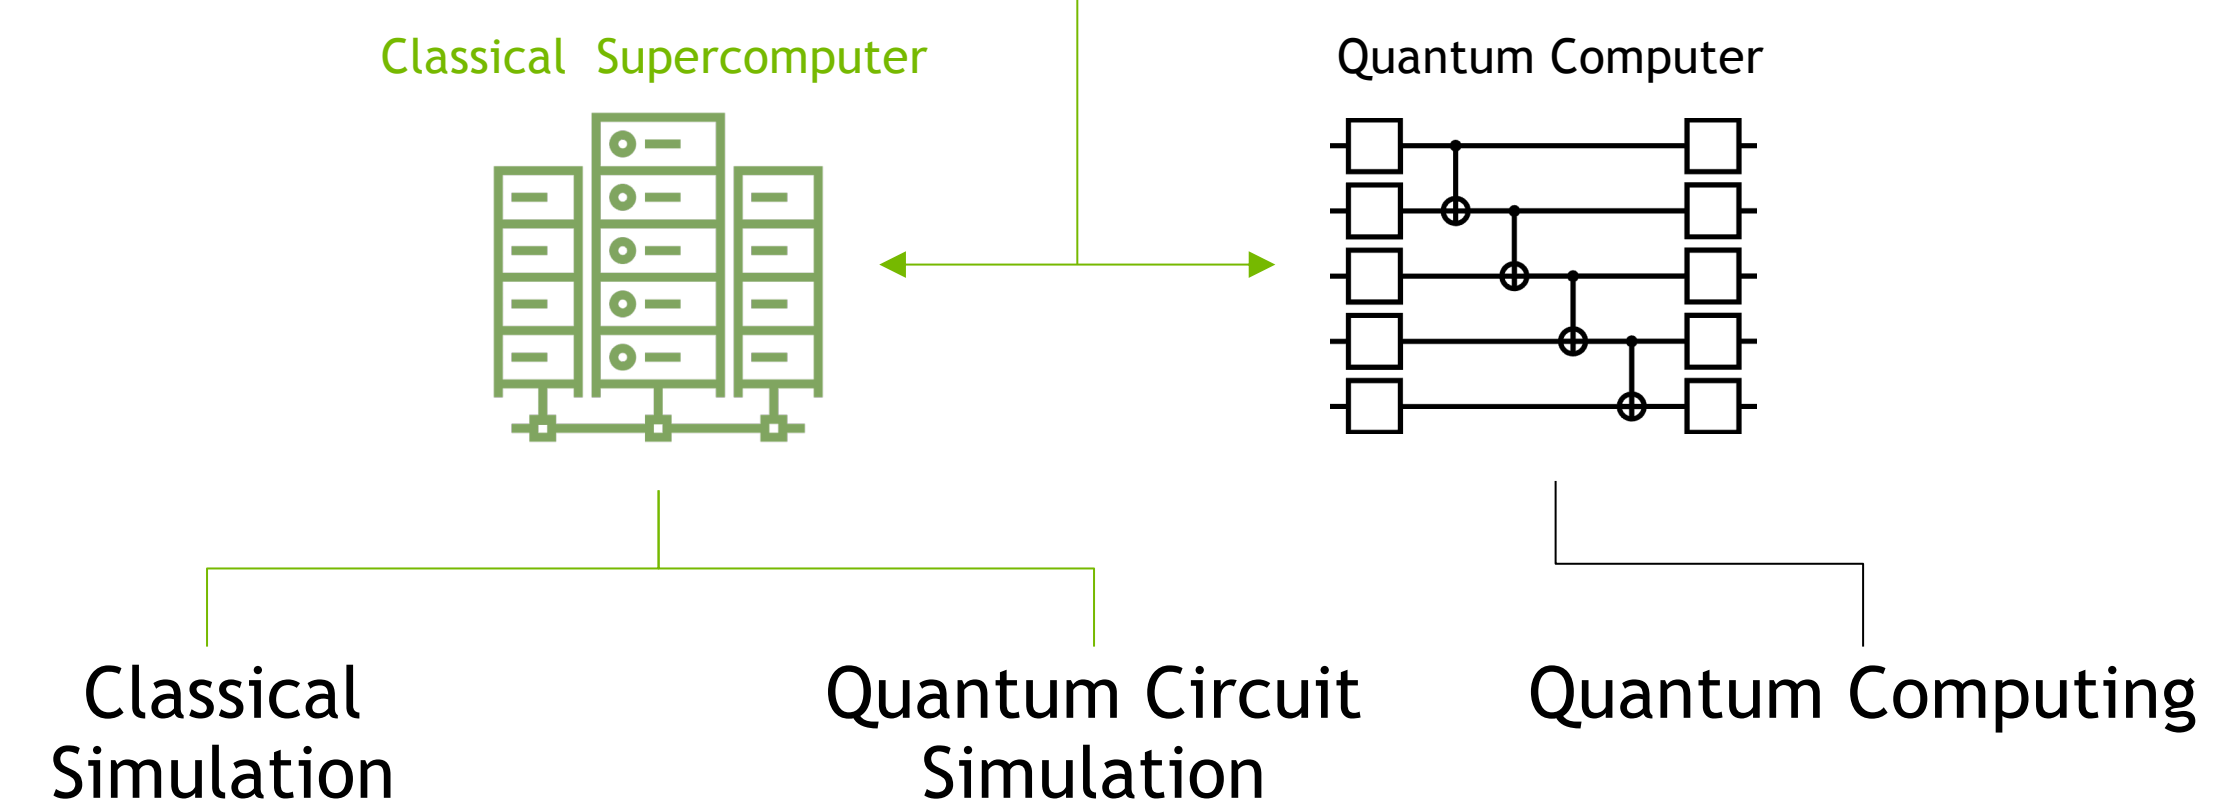 Classical Supercomputer
Quantum Computer
Classical
Simulation
Quantum Circuit
Simulation
Quantum Computing